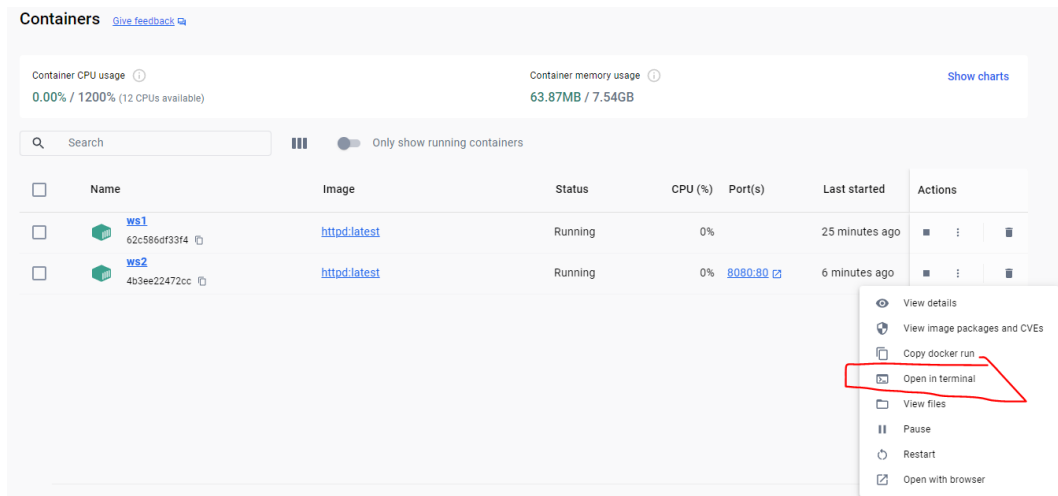 Containers Give feedback
Container CPU usage Container memory usage Show charts
0.00% / 1200% (12 CPUs available) 63.87MB / 7.54GB
Search Only show running containers
Name Image Status CPU (%) Port(s) Last started Actions
ws1
62c586df33f4 httpd:latest Running 0% 25 minutes ago
ws2
4b3ee22472cc httpd:latest Running 0% 8080:80 6 minutes ago
View details
View image packages and CVEs
Copy docker run
Open in terminal
View files
Pause
Restart
Open with browser